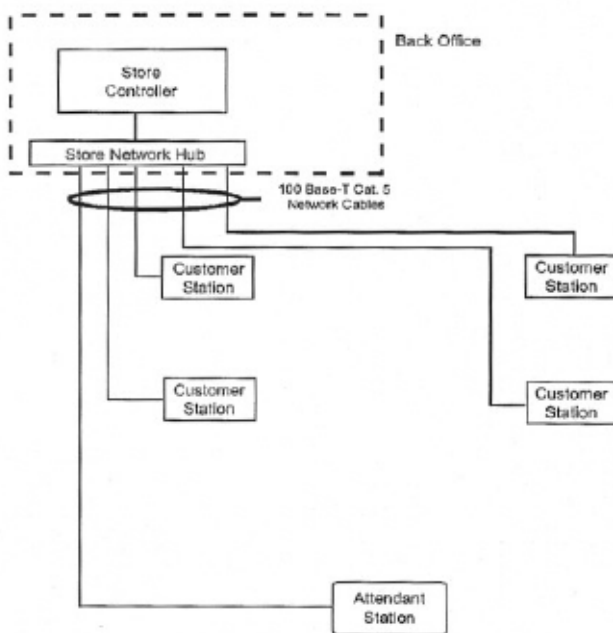 Back Office
Store
Controller
Store Network Hub
100 Base-T Cat. 5
Network Cables
Customer
Station
Customer
Station
Customer
Station
Customer
Station
Attendant
Station